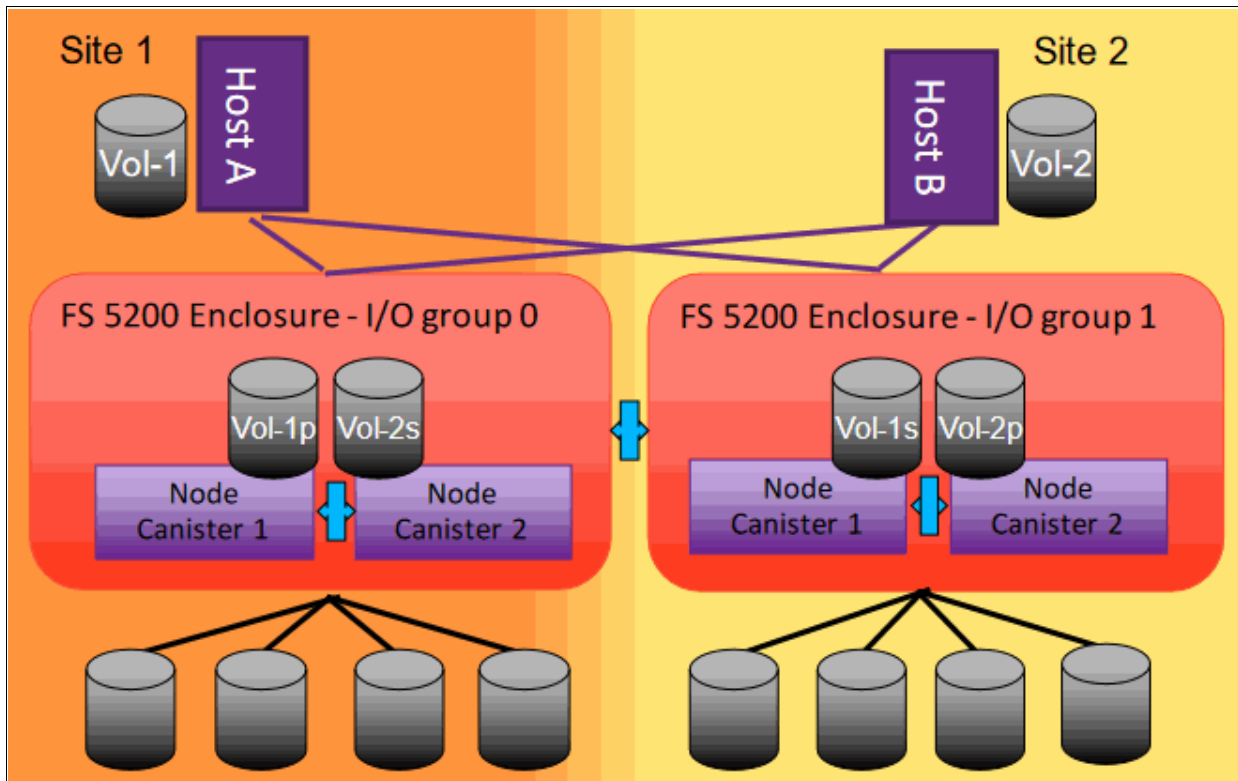 Site 1
Site 2
Host A
Host B
Vol-1
Vol-2
FS 5200 Enclosure - I/O group 0
FS 5200 Enclosure - I/O group 1
Vol-1p
Vol-2s
Vol-1s
Vol-2p
Node
Canister 1
Node
Canister 2
Node
Canister 1
Node
Canister 2